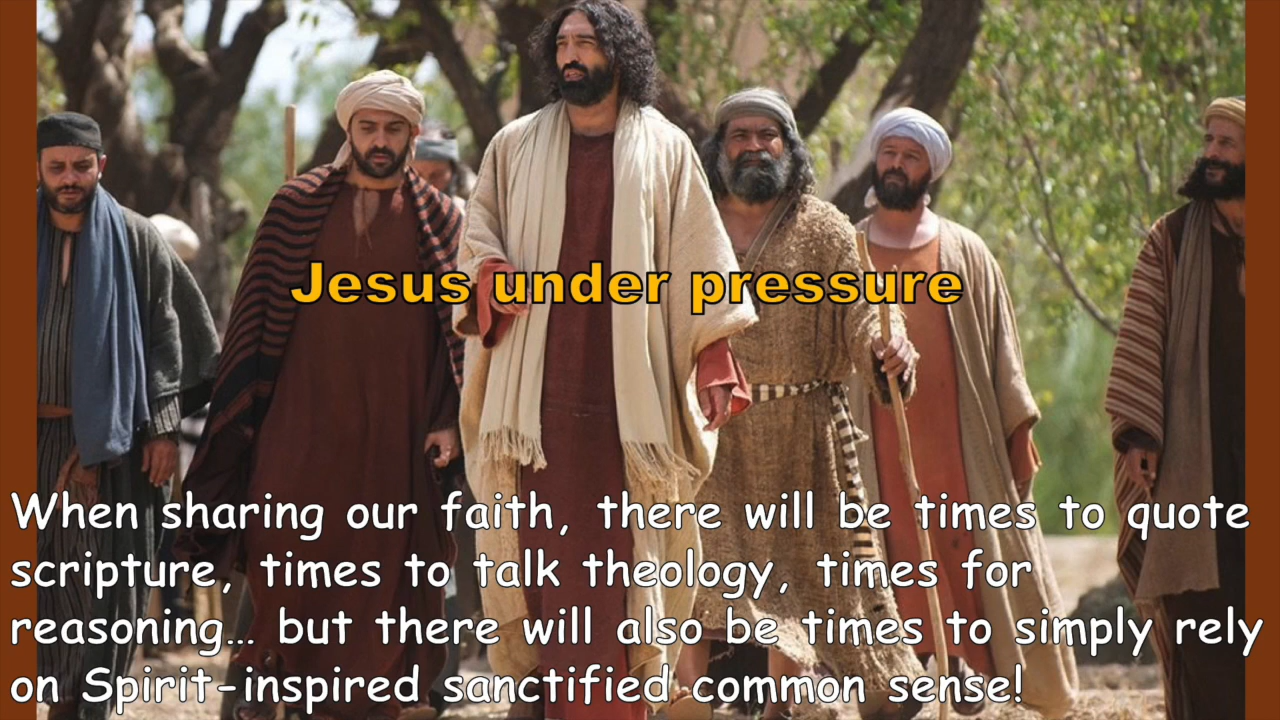 Jesus under pressure
When sharing our faith, there will be times to quote
scripture, times to talk theology, times for
reasoning… but there will also be times to simply rely
on Spirit-inspired sanctified common sense!